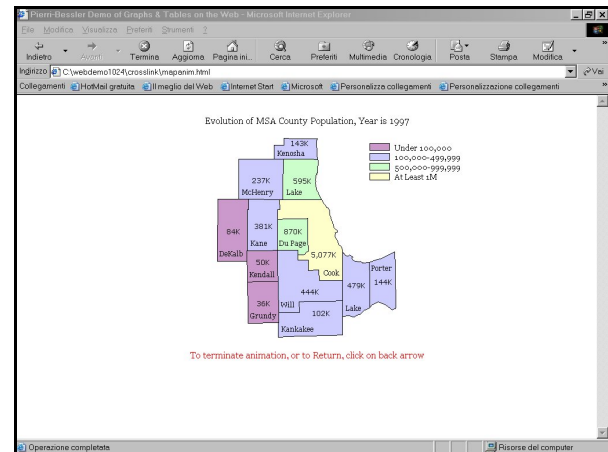 Pierri-Bessler Demo of Graphs & Tables on the Web - Microsoft Internet Explorer
File Modifica Visualizza Preferiti Strumenti ?
Indietro Avanti Termina Aggiorna Pagina ini... Cerca Preferiti Multimedia Cronologia Posta Stampa Modifica »
Indirizzo C:\webdemo1024\crosslink\mapanim.html Vai
Collegamenti HotMail gratuita Il meglio del Web Internet Start Microsoft Personalizza collegamenti Personalizzazione collegamenti »
Evolution of MSA County Population, Year is 1997
Under 100,000
100,000-499,999
500,000-999,999
At Least 1M
143K
Kenosha
237K
McHenry
595K
Lake
84K
DeKalb
381K
Kane
870K
Du Page
5,077K
Cook
50K
Kendall
36K
Grundy
444K
Will
102K
Kankakee
479K
Lake
Porter
144K
To terminate animation, or to Return, click on back arrow
Operazione completata
Risorse del computer